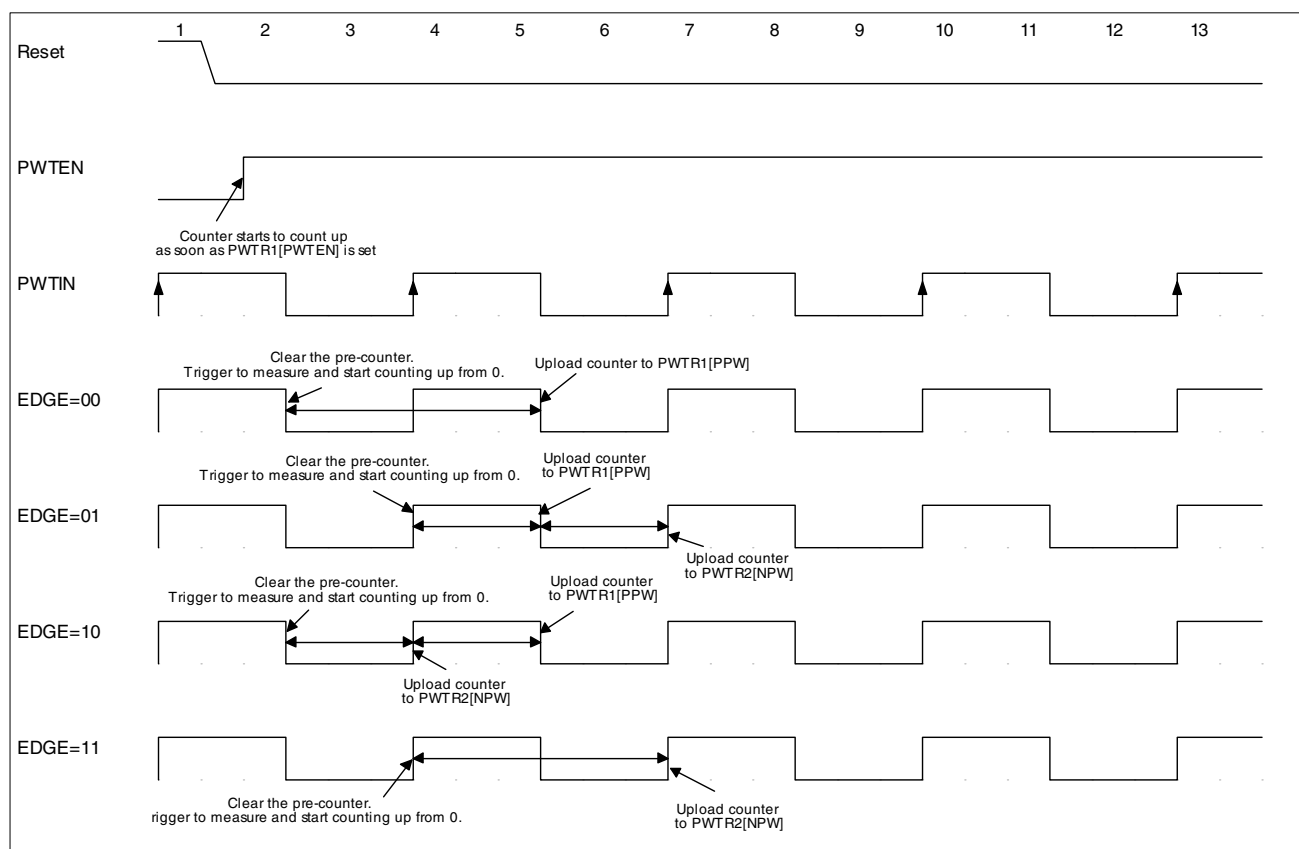 1 2 3 4 5 6 7 8 9 10 11 12 13
Reset
PWTEN
Counter starts to count up
as soon as PWTR1[PWTEN] is set
PWTIN
Clear the pre-counter.
Trigger to measure and start counting up from 0.
Upload counter to PWTR1[PPW]
EDGE=00
Clear the pre-counter.
Trigger to measure and start counting up from 0.
Upload counter
to PWTR1[PPW]
EDGE=01
Upload counter
to PWTR2[NPW]
Clear the pre-counter.
Trigger to measure and start counting up from 0.
Upload counter
to PWTR1[PPW]
EDGE=10
Upload counter
to PWTR2[NPW]
EDGE=11
Clear the pre-counter.
rigger to measure and start counting up from 0.
Upload counter
to PWTR2[NPW]